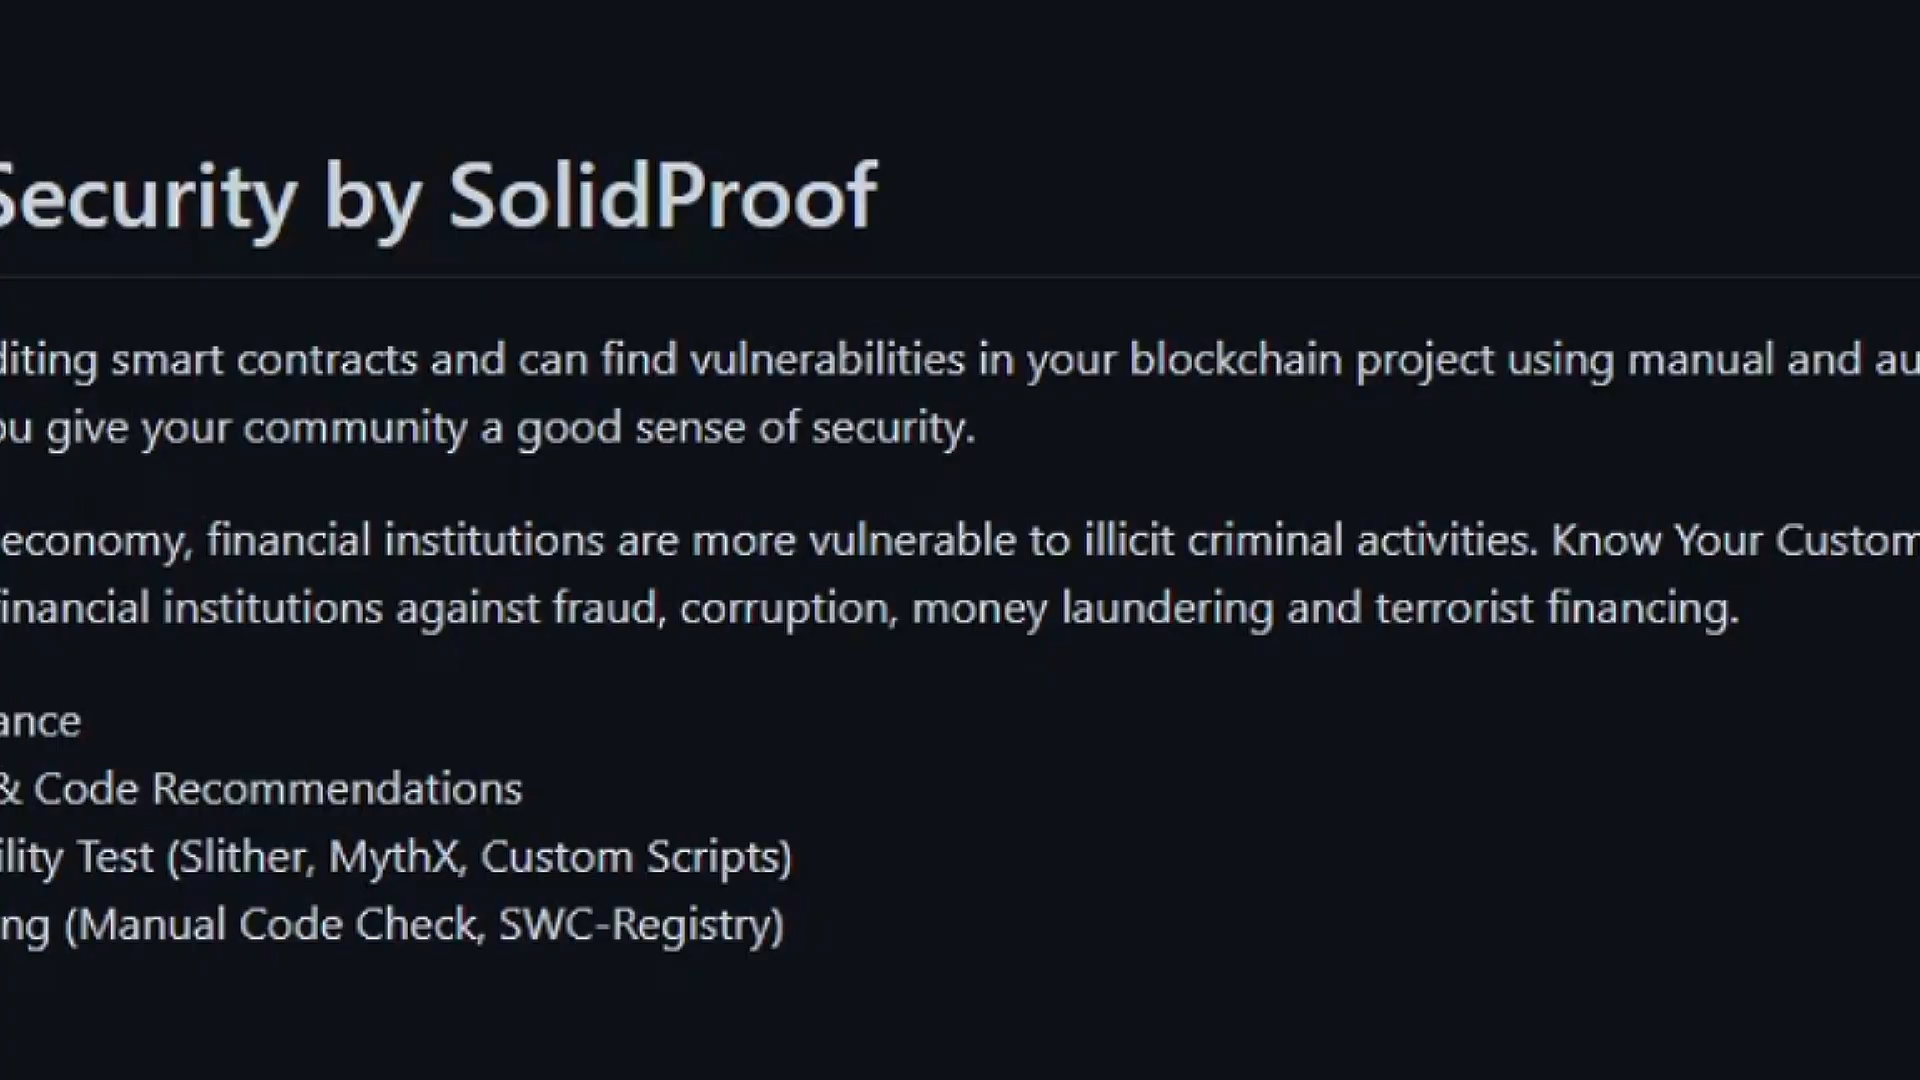 Security by SolidProof
diting smart contracts and can find vulnerabilities in your blockchain project using manual and au
ou give your community a good sense of security.
economy, financial institutions are more vulnerable to illicit criminal activities. Know Your Custom
financial institutions against fraud, corruption, money laundering and terrorist financing.
ance
& Code Recommendations
ility Test (Slither, MythX, Custom Scripts)
ng (Manual Code Check, SWC-Registry)